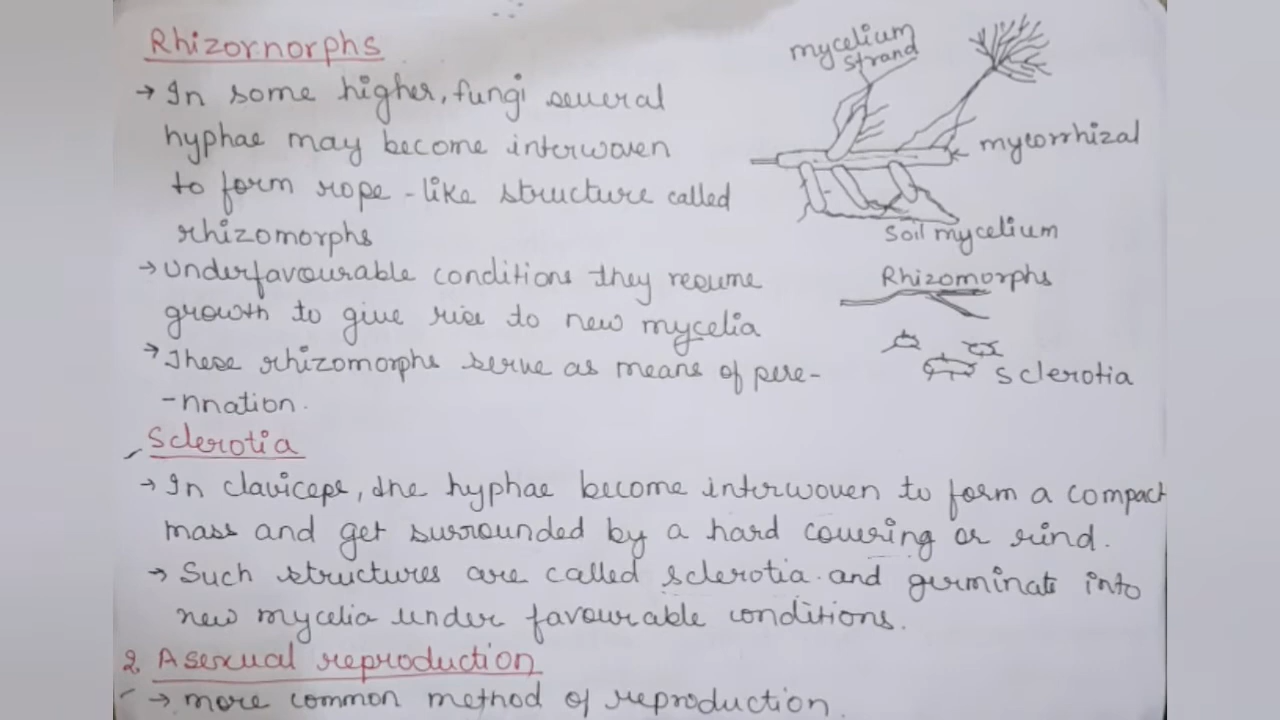 Rhizornorphs
→ In some higher, fungi several
hyphae may become interwoven
to form rope-like structure called
rhizomorphs
→ Underfavourable conditions they resume
growth to give rise to new mycelia
→ These rhizomorphs serve as means of pere-
-nnation.
mycelium
strand
mycorrhizal
Soil mycelium
Rhizomorphs
Sclerotia
Sclerotia
→ In claviceps, the hyphae become interwoven to form a compact
mass and get surrounded by a hard covering or rind.
→ Such structures are called sclerotia. and germinate into
new mycelia under favourable conditions.
2 Asexual reproduction
→ more common method of reproduction.